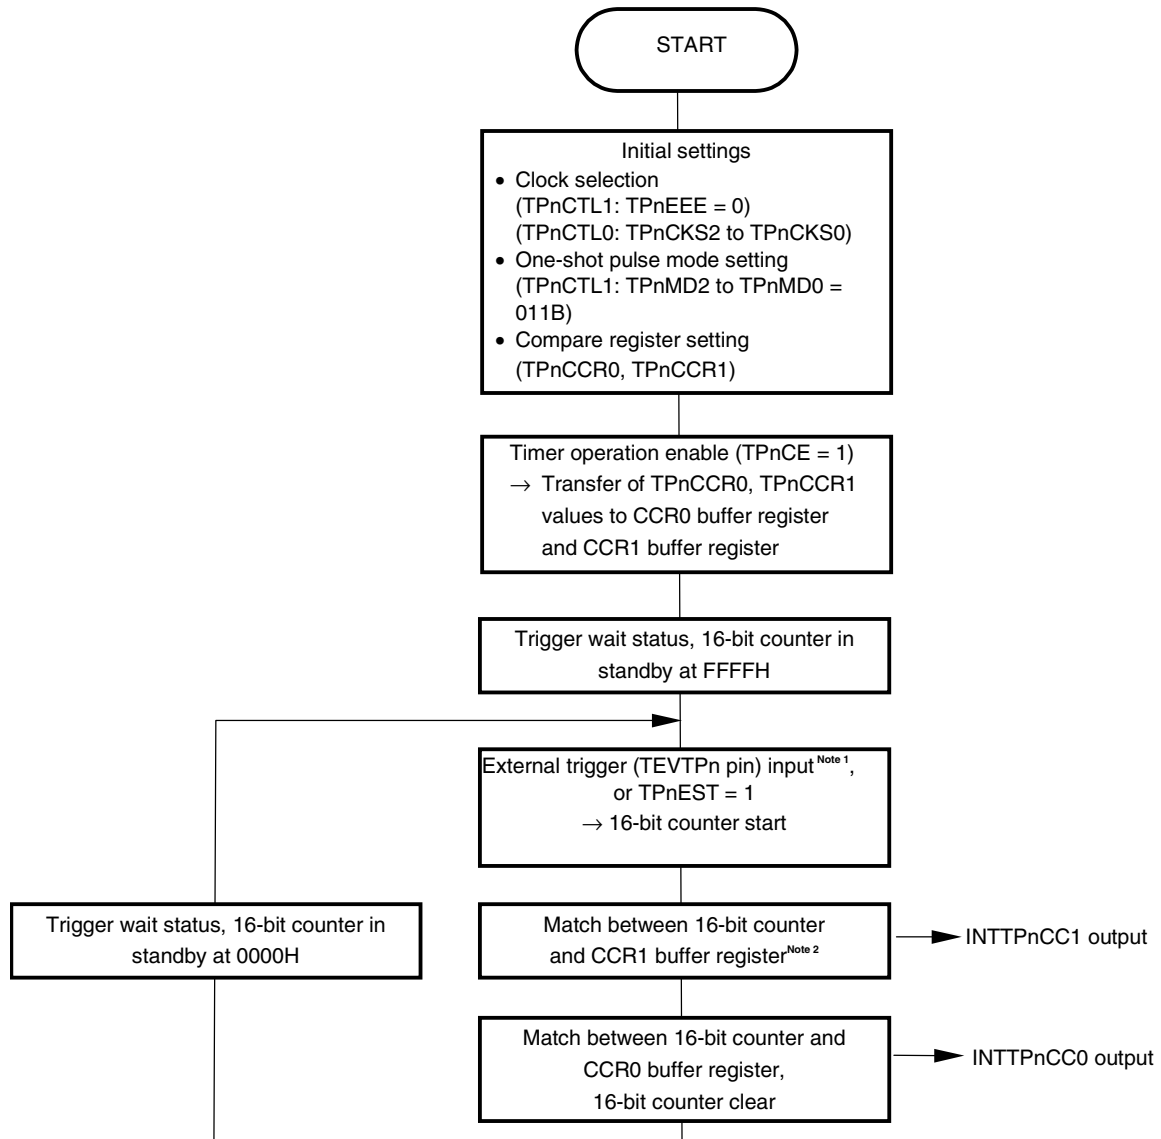 START
Initial settings
• Clock selection
(TPnCTL1: TPnEEE = 0)
(TPnCTL0: TPnCKS2 to TPnCKS0)
• One-shot pulse mode setting
(TPnCTL1: TPnMD2 to TPnMD0 =
011B)
• Compare register setting
(TPnCCR0, TPnCCR1)
Timer operation enable (TPnCE = 1)
→ Transfer of TPnCCR0, TPnCCR1
values to CCR0 buffer register
and CCR1 buffer register
Trigger wait status, 16-bit counter in
standby at FFFFH
External trigger (TEVTPn pin) input Note 1,
or TPnEST = 1
→ 16-bit counter start
Trigger wait status, 16-bit counter in
standby at 0000H
Match between 16-bit counter
and CCR1 buffer register Note 2
INTTPnCC1 output
Match between 16-bit counter and
CCR0 buffer register,
16-bit counter clear
INTTPnCC0 output